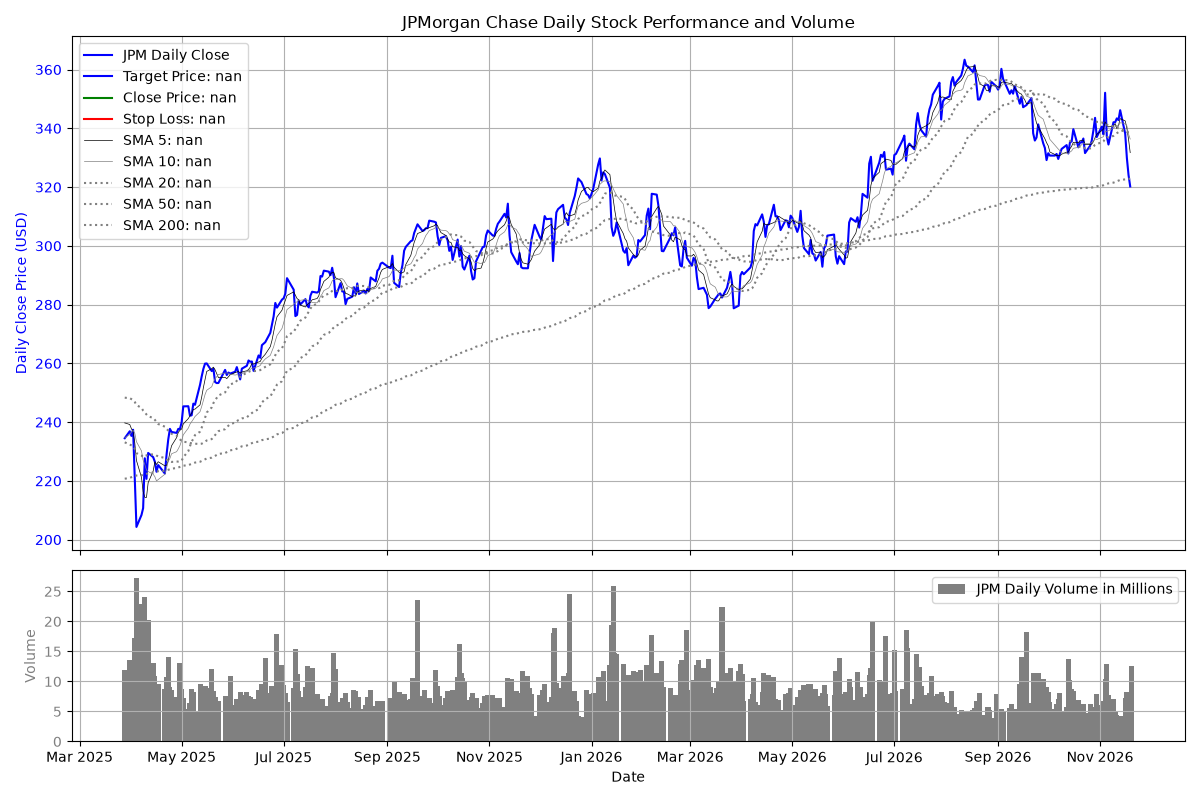 JPMorgan Chase Daily Stock Performance and Volume
JPM Daily Close
Target Price: nan
Close Price: nan
Stop Loss: nan
SMA 5: nan
SMA 10: nan
SMA 20: nan
SMA 50: nan
SMA 200: nan
Daily Close Price (USD)
360
340
320
300
280
260
240
220
200
JPM Daily Volume in Millions
Volume
25
20
15
10
5
0
Mar 2025 May 2025 Jul 2025 Sep 2025 Nov 2025 Jan 2026 Mar 2026 May 2026 Jul 2026 Sep 2026 Nov 2026
Date